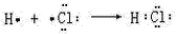 H• + •Cl: ⟶ H:Cl: